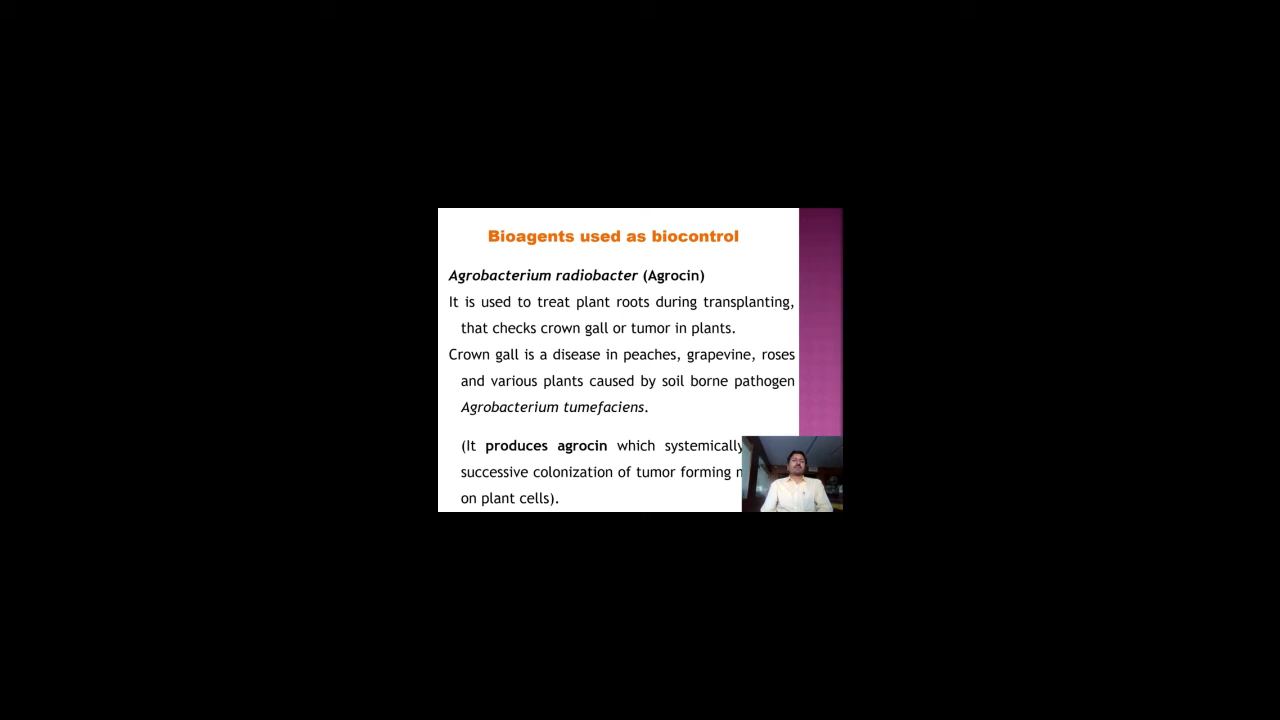 Bioagents used as biocontrol
Agrobacterium radiobacter (Agrocin)
It is used to treat plant roots during transplanting,
that checks crown gall or tumor in plants.
Crown gall is a disease in peaches, grapevine, roses
and various plants caused by soil borne pathogen
Agrobacterium tumefaciens.
(It produces agrocin which systemically
successive colonization of tumor forming
on plant cells).